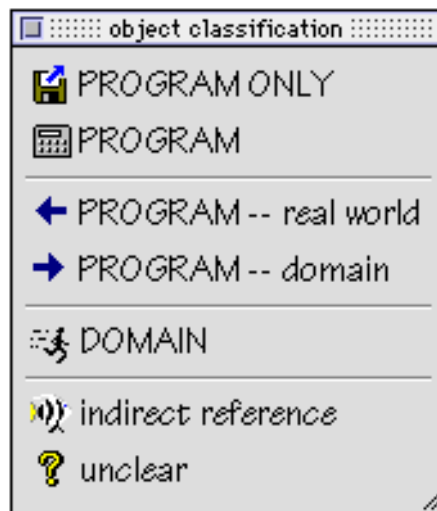 object classification
PROGRAM ONLY
PROGRAM
PROGRAM -- real world
PROGRAM -- domain
DOMAIN
indirect reference
unclear